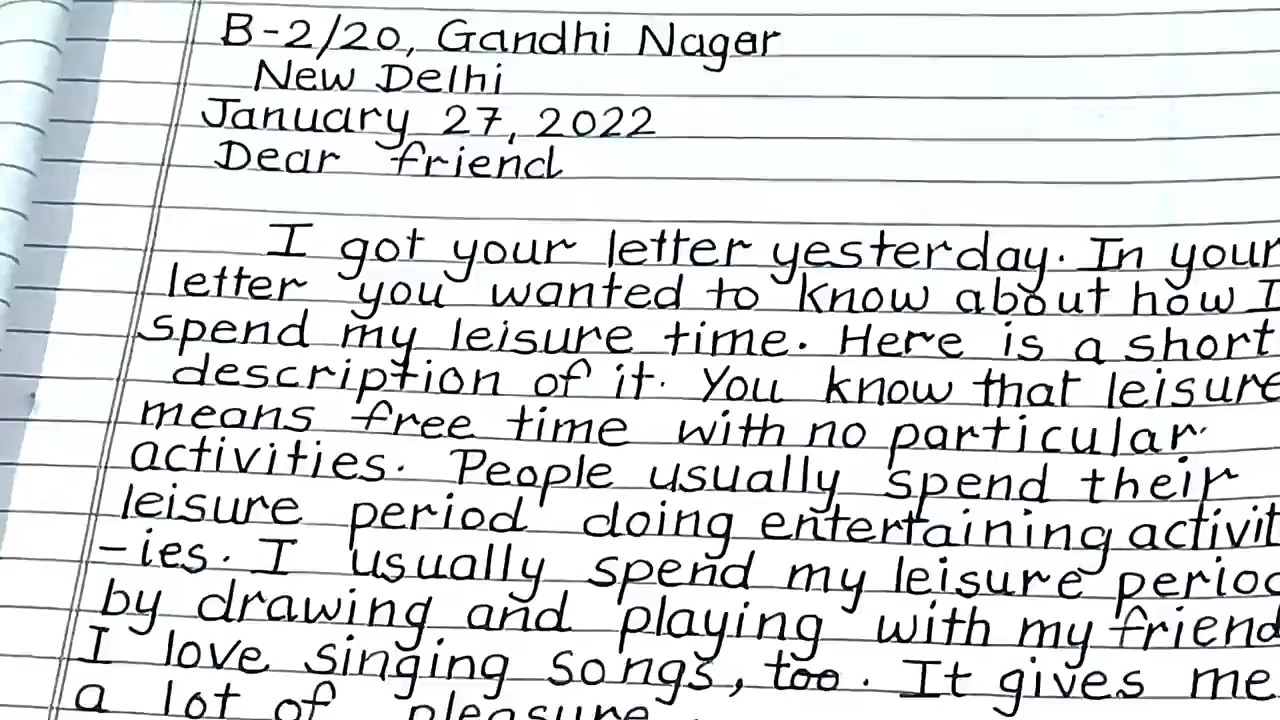 B-2/20, Gandhi Nagar
New Delhi
January 27, 2022
Dear friend
I got your letter yesterday. In your
letter you wanted to know about how I
spend my leisure time. Here is a short
description of it. You know that leisure
means free time with no particular
activities. People usually spend their
leisure period doing entertaining activit
-ies. I usually spend my leisure period
by drawing and playing with my friend
I love singing songs, too. It gives me
a lot of pleasure.